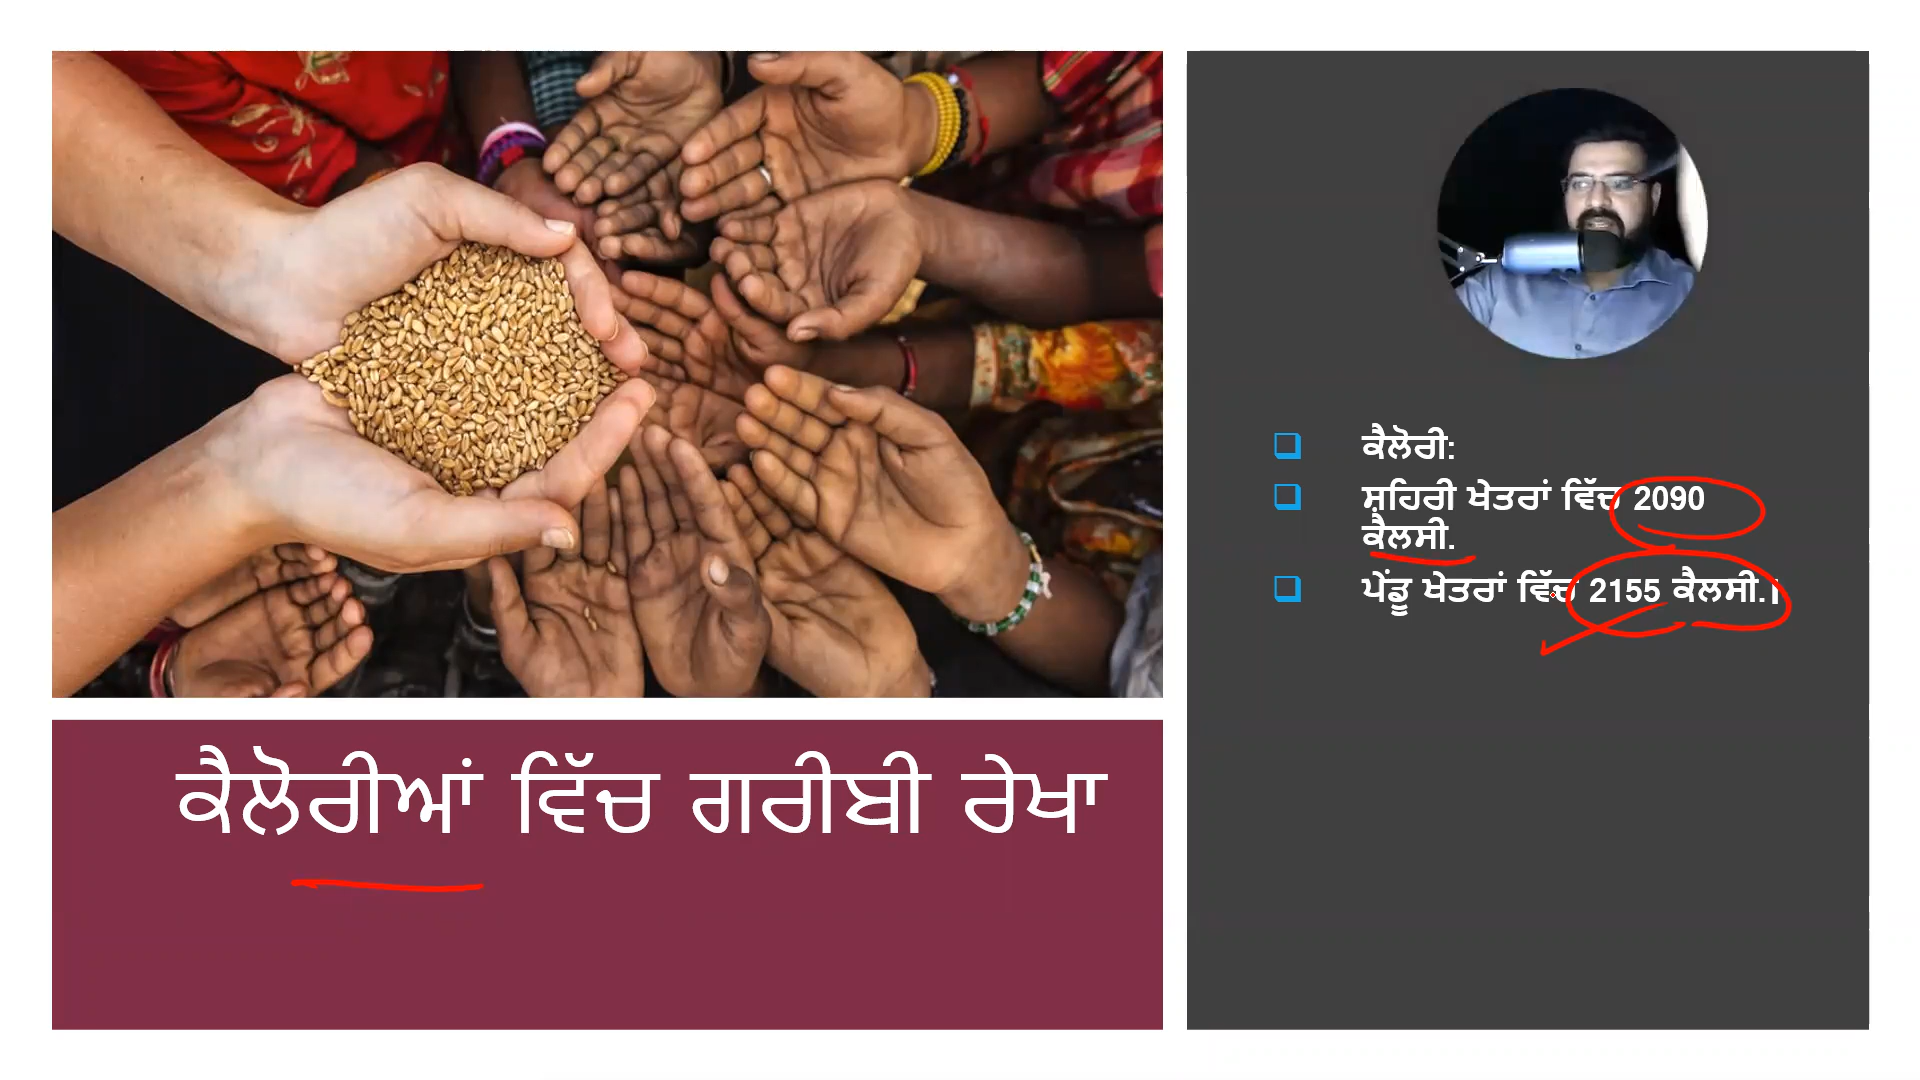 ਕੈਲੋਰੀ:
ਸ਼ਹਿਰੀ ਖੇਤਰਾਂ ਵਿੱਚ 2090
ਕੈਲਸੀ.
ਪੇਂਡੂ ਖੇਤਰਾਂ ਵਿੱਚ 2155 ਕੈਲਸੀ.|
ਕੈਲੋਰੀਆਂ ਵਿੱਚ ਗਰੀਬੀ ਰੇਖਾ